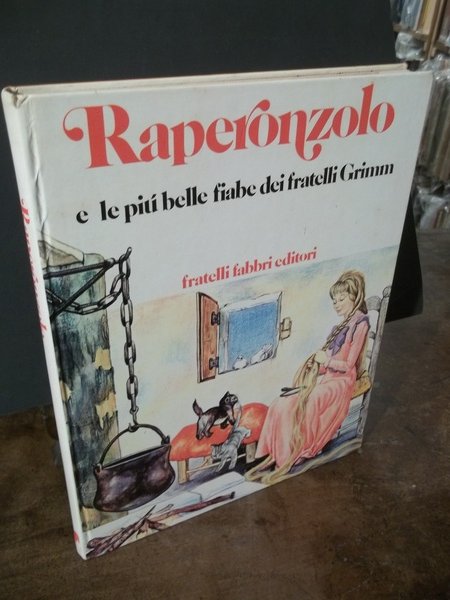 Raperonzolo
e le più belle fiabe dei fratelli Grimm
fratelli fabbri editori